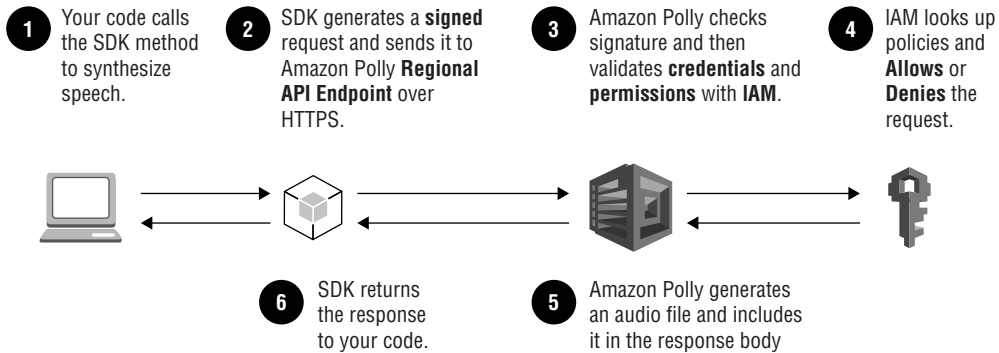 1
Your code calls
the SDK method
to synthesize
speech.
2
SDK generates a signed
request and sends it to
Amazon Polly Regional
API Endpoint over
HTTPS.
3
Amazon Polly checks
signature and then
validates credentials and
permissions with IAM.
4
IAM looks up
policies and
Allows or
Denies the
request.
6
SDK returns
the response
to your code.
5
Amazon Polly generates
an audio file and includes
it in the response body